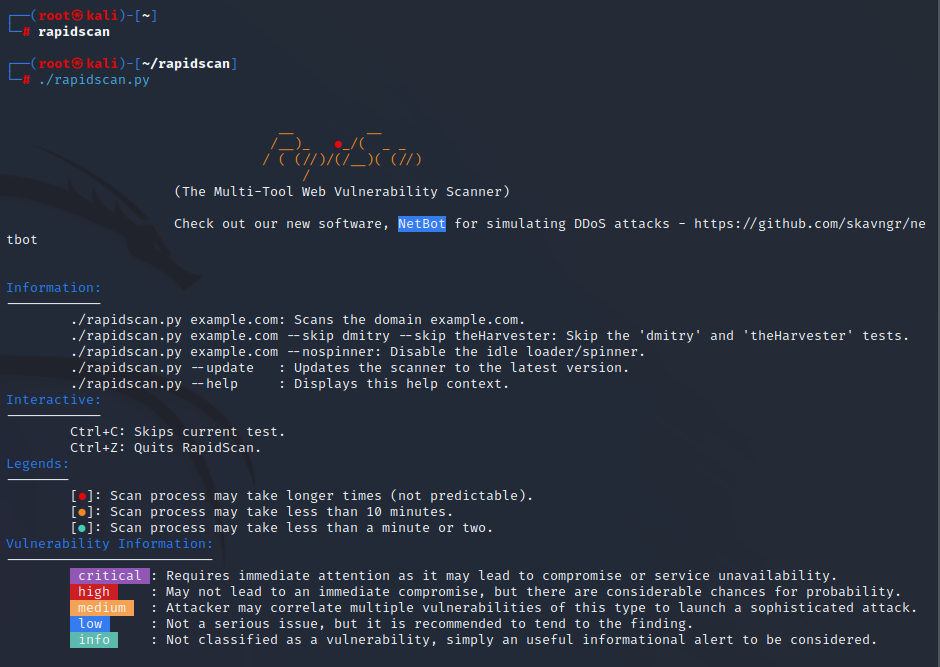 ┌──(root㉿kali)-[~]
└─# rapidscan
┌──(root㉿kali)-[~/rapidscan]
└─# ./rapidscan.py
__         __
/__)_   ●_/(  _ _
/ ( (//)/(/__)( (//)
/
(The Multi-Tool Web Vulnerability Scanner)
Check out our new software, NetBot for simulating DDoS attacks - https://github.com/skavngr/ne
tbot
Information:
./rapidscan.py example.com: Scans the domain example.com.
./rapidscan.py example.com --skip dmitry --skip theHarvester: Skip the 'dmitry' and 'theHarvester' tests.
./rapidscan.py example.com --nospinner: Disable the idle loader/spinner.
./rapidscan.py --update   : Updates the scanner to the latest version.
./rapidscan.py --help     : Displays this help context.
Interactive:
Ctrl+C: Skips current test.
Ctrl+Z: Quits RapidScan.
Legends:
[●]: Scan process may take longer times (not predictable).
[●]: Scan process may take less than 10 minutes.
[●]: Scan process may take less than a minute or two.
Vulnerability Information:
critical : Requires immediate attention as it may lead to compromise or service unavailability.
high     : May not lead to an immediate compromise, but there are considerable chances for probability.
medium   : Attacker may correlate multiple vulnerabilities of this type to launch a sophisticated attack.
low      : Not a serious issue, but it is recommended to tend to the finding.
info     : Not classified as a vulnerability, simply an useful informational alert to be considered.